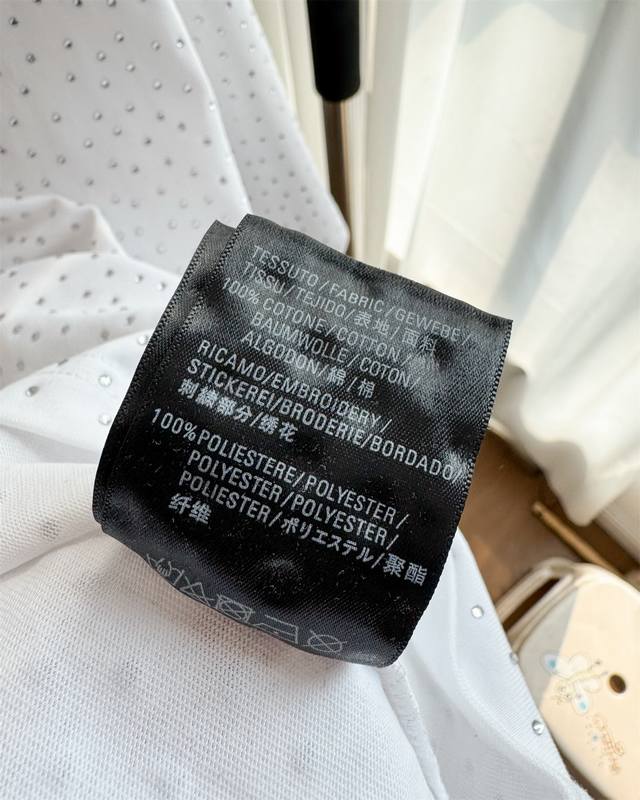 TESSUTO/FABRIC/GEWEBE/
TISSU/TEJIDO/表地/面料
100% COTONE/COTTON/
BAUMWOLLE/COTON/
ALGODON/綿/棉
RICAMO/EMBROIDERY/
STICKEREI/BRODERIE/BORDADO/
刺繍部分/绣花
100%POLIESTERE/POLYESTER/
POLYESTER/POLYESTER/
POLIESTER/ポリエステル/聚酯
纤维